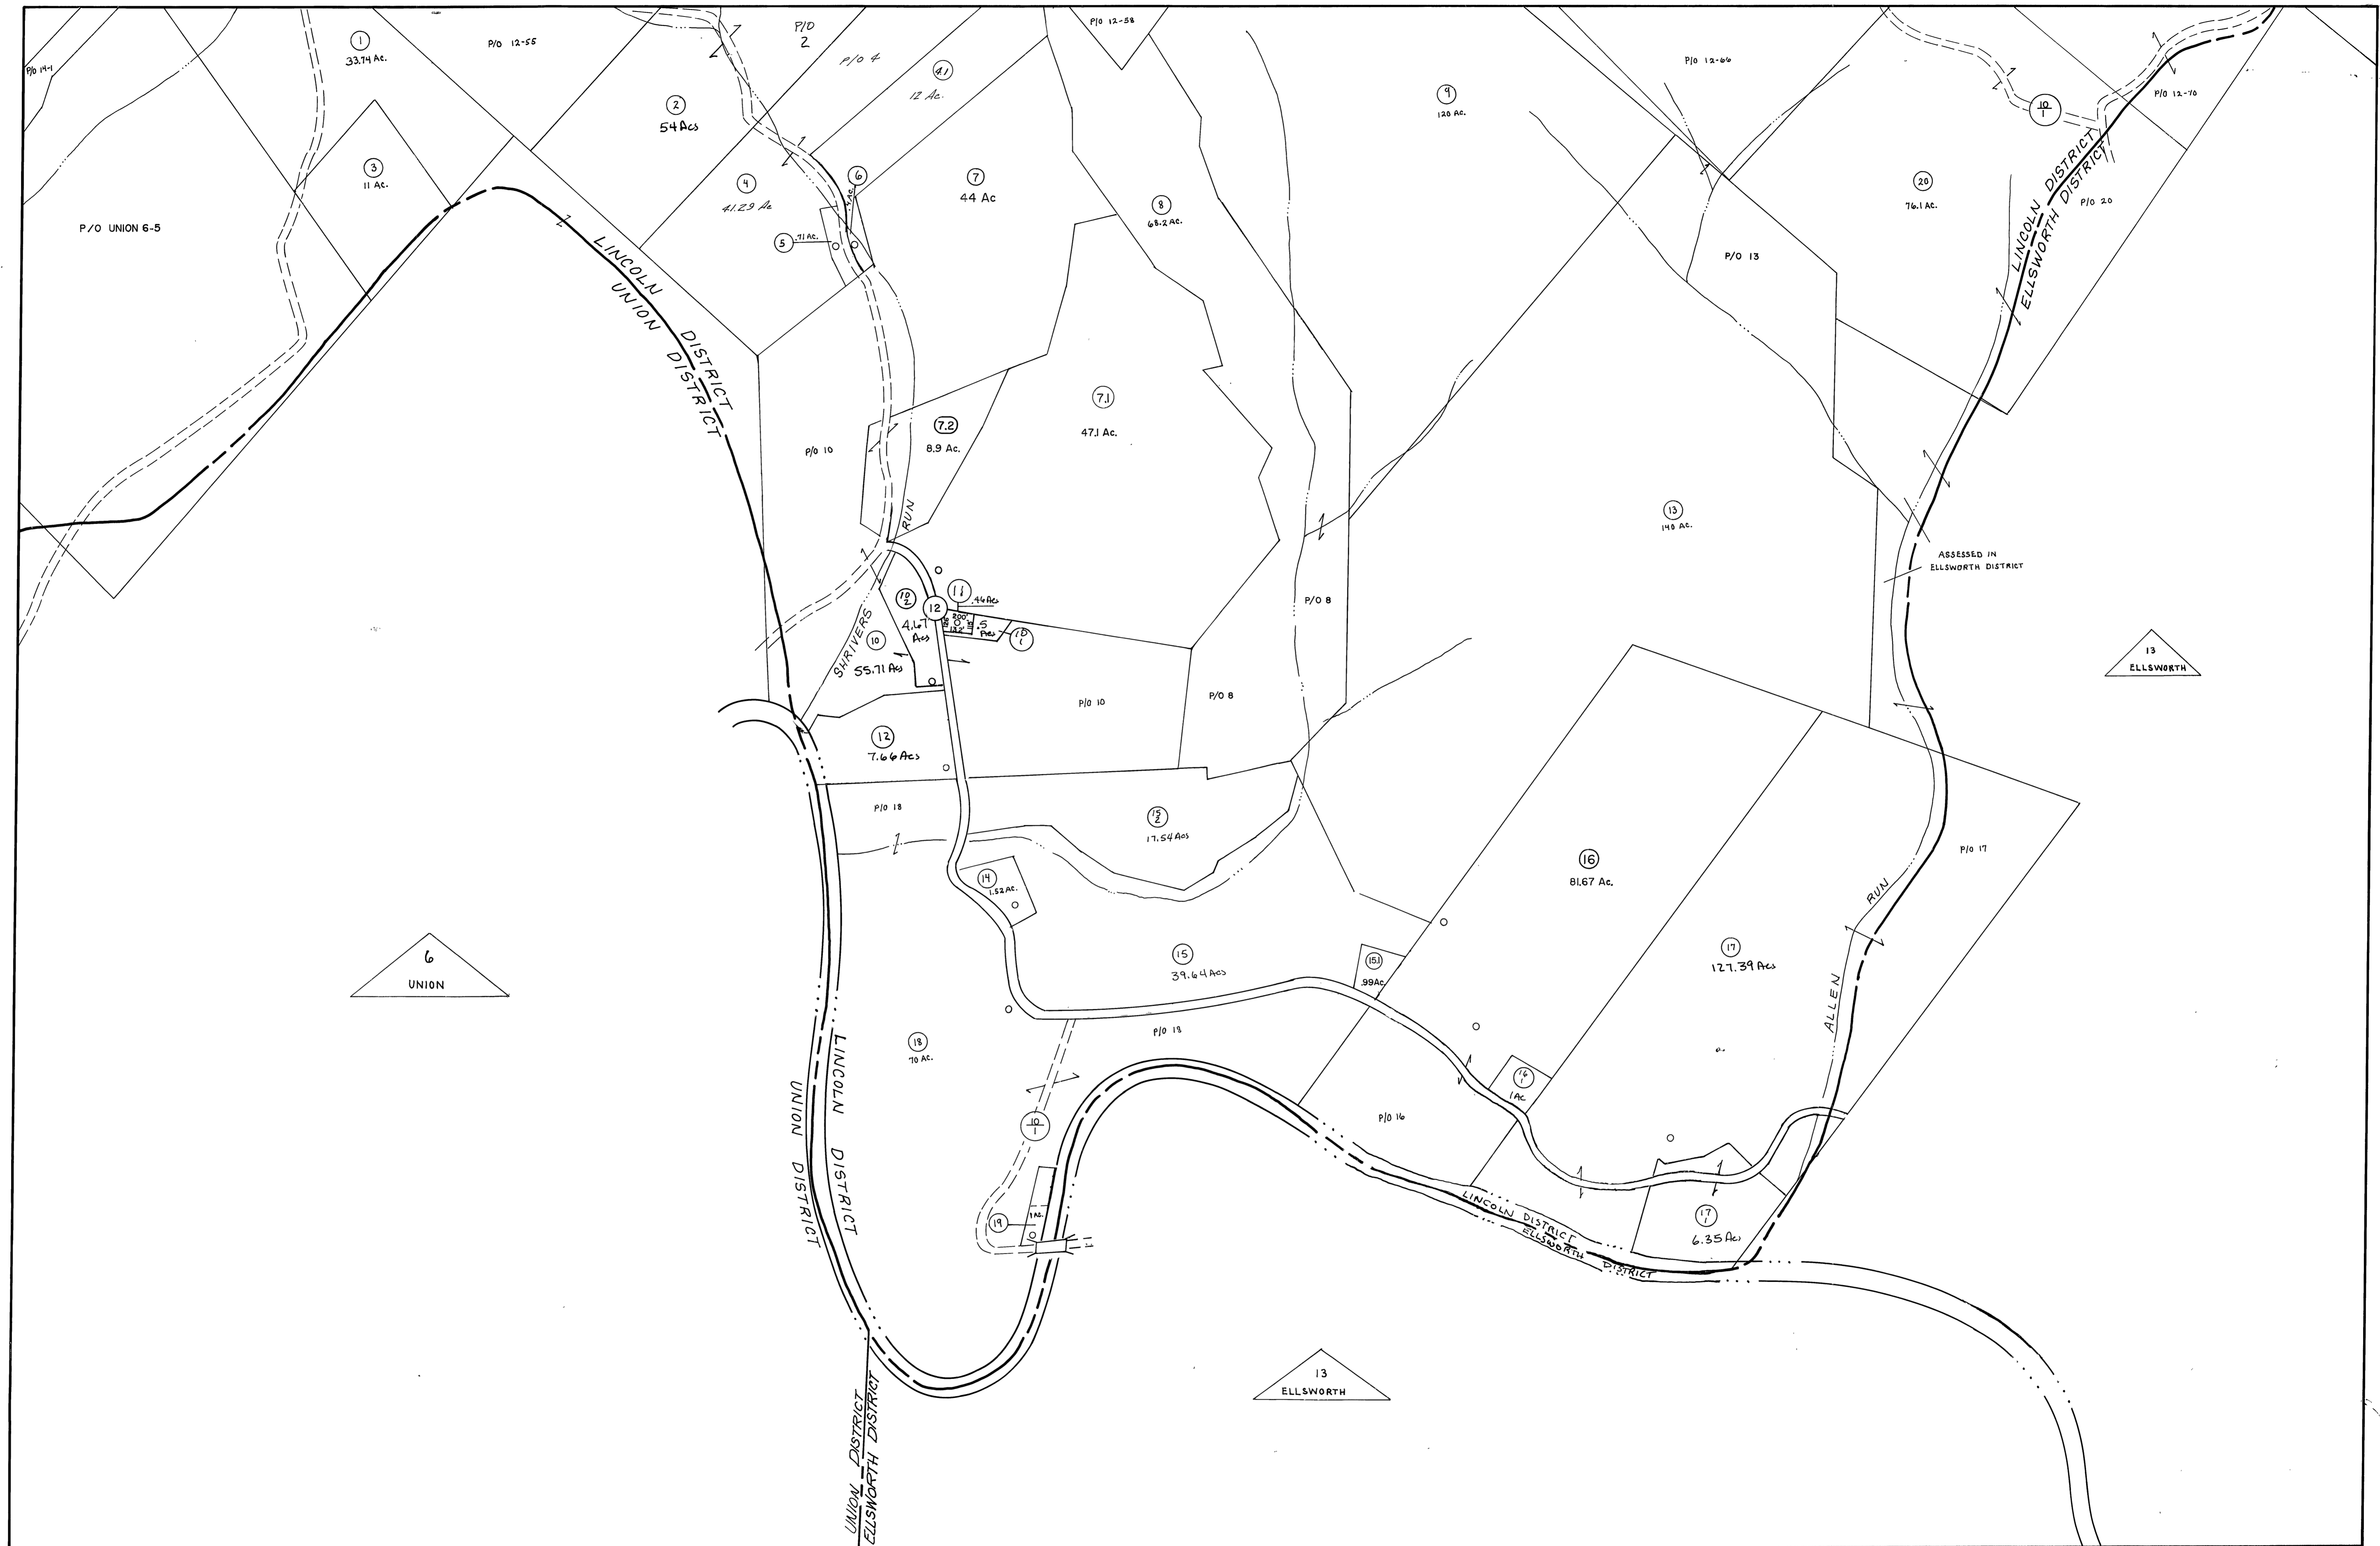 P/O 14-1
1
33.74 Ac.
P/O 12-55
P/O
2
P/O 4
4.1
12 Ac.
P/O 12-58
9
120 AC.
P/O 12-66
10
1
P/O 12-70
2
54 Acs
3
11 Ac.
4
41.29 Ac
6
7
44 Ac
8
68.2 AC.
20
76.1 AC.
P/O 20
LINCOLN DISTRICT
ELLSWORTH DISTRICT
P/O UNION 6-5
5
.71 AC.
P/O 13
LINCOLN DISTRICT
UNION DISTRICT
7.1
47.1 Ac.
7.2
8.9 Ac.
P/O 10
RUN
13
140 AC.
ASSESSED IN
ELLSWORTH DISTRICT
10
2
4.67
Acs
12
11
.46 Acs
200'
132'
.5
Acs
10
1
P/O 8
SHRIVERS
10
55.71 Acs
13
ELLSWORTH
P/O 10
P/O 8
12
7.66 Acs
P/O 18
15
2
17.54 Acs
P/O 17
16
81.67 Ac.
14
1.52 AC.
RUN
ALLEN
17
127.39 Acs
15
39.64 Acs
15.1
.99 Ac.
6
UNION
18
70 AC.
P/O 18
LINCOLN DISTRICT
UNION DISTRICT
16
1
1 Ac
P/O 16
10
1
19
1 AC.
LINCOLN DISTRICT
ELLSWORTH DISTRICT
17
1
6.35 Acs
13
ELLSWORTH
UNION DISTRICT
ELLSWORTH DISTRICT